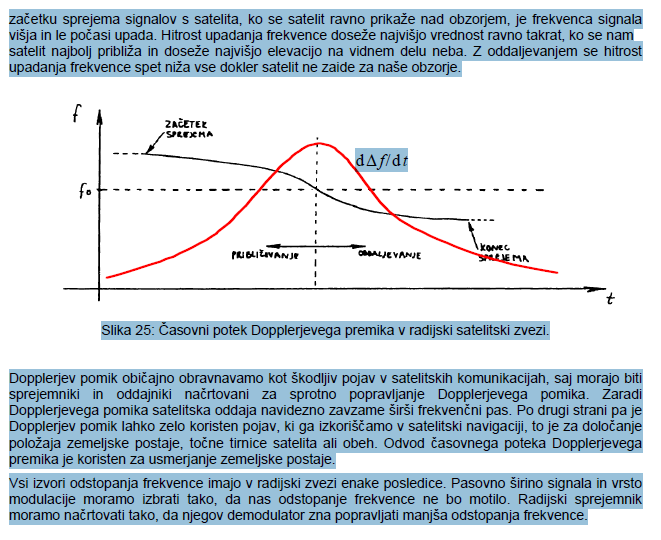 začetku sprejema signalov s satelita, ko se satelit ravno prikaže nad obzorjem, je frekvenca signala
višja in le počasi upada. Hitrost upadanja frekvence doseže najvišjo vrednost ravno takrat, ko se nam
satelit najbolj približa in doseže najvišjo elevacijo na vidnem delu neba. Z oddaljevanjem se hitrost
upadanja frekvence spet niža vse dokler satelit ne zaide za naše obzorje.
f
ZAČETEK
SPREJEMA
dΔf/dt
f₀
PRIBLIŽEVANJE
ODDALJEVANJE
KONEC
SPREJEMA
t
Slika 25: Časovni potek Dopplerjevega premika v radijski satelitski zvezi.
Dopplerjev pomik običajno obravnavamo kot škodljiv pojav v satelitskih komunikacijah, saj morajo biti
sprejemniki in oddajniki načrtovani za sprotno popravljanje Dopplerjevega pomika. Zaradi
Dopplerjevega pomika satelitska oddaja navidezno zavzame širši frekvenčni pas. Po drugi strani pa je
Dopplerjev pomik lahko zelo koristen pojav, ki ga izkoriščamo v satelitski navigaciji, to je za določanje
položaja zemeljske postaje, točne tirnice satelita ali obeh. Odvod časovnega poteka Dopplerjevega
premika je koristen za usmerjanje zemeljske postaje.
Vsi izvori odstopanja frekvence imajo v radijski zvezi enake posledice. Pasovno širino signala in vrsto
modulacije moramo izbrati tako, da nas odstopanje frekvence ne bo motilo. Radijski sprejemnik
moramo načrtovati tako, da njegov demodulator zna popravljati manjša odstopanja frekvence.